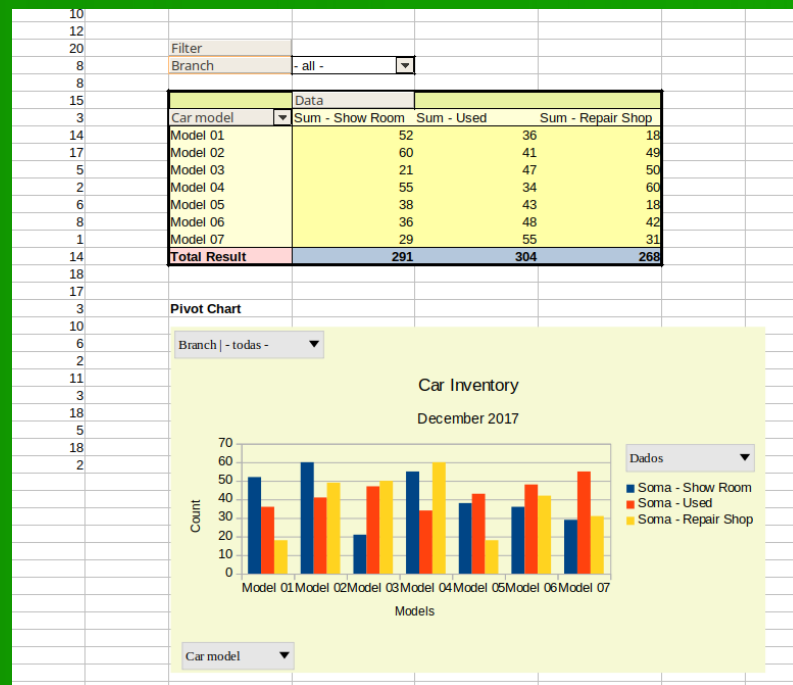 10
12
20 Filter
8 Branch - all -
8
15 Data
3 Car model Sum - Show Room Sum - Used Sum - Repair Shop
14 Model 01 52 36 18
17 Model 02 60 41 49
5 Model 03 21 47 50
2 Model 04 55 34 60
6 Model 05 38 43 18
8 Model 06 36 48 42
1 Model 07 29 55 31
14 Total Result 291 304 268
18
17
3 Pivot Chart
10
6 Branch | - todas -
2
11
3
18
5
18
2
Car Inventory
December 2017
70
60
50
40
30
20
10
0
Count
Model 01 Model 02 Model 03 Model 04 Model 05 Model 06 Model 07
Models
Dados
Soma - Show Room
Soma - Used
Soma - Repair Shop
Car model